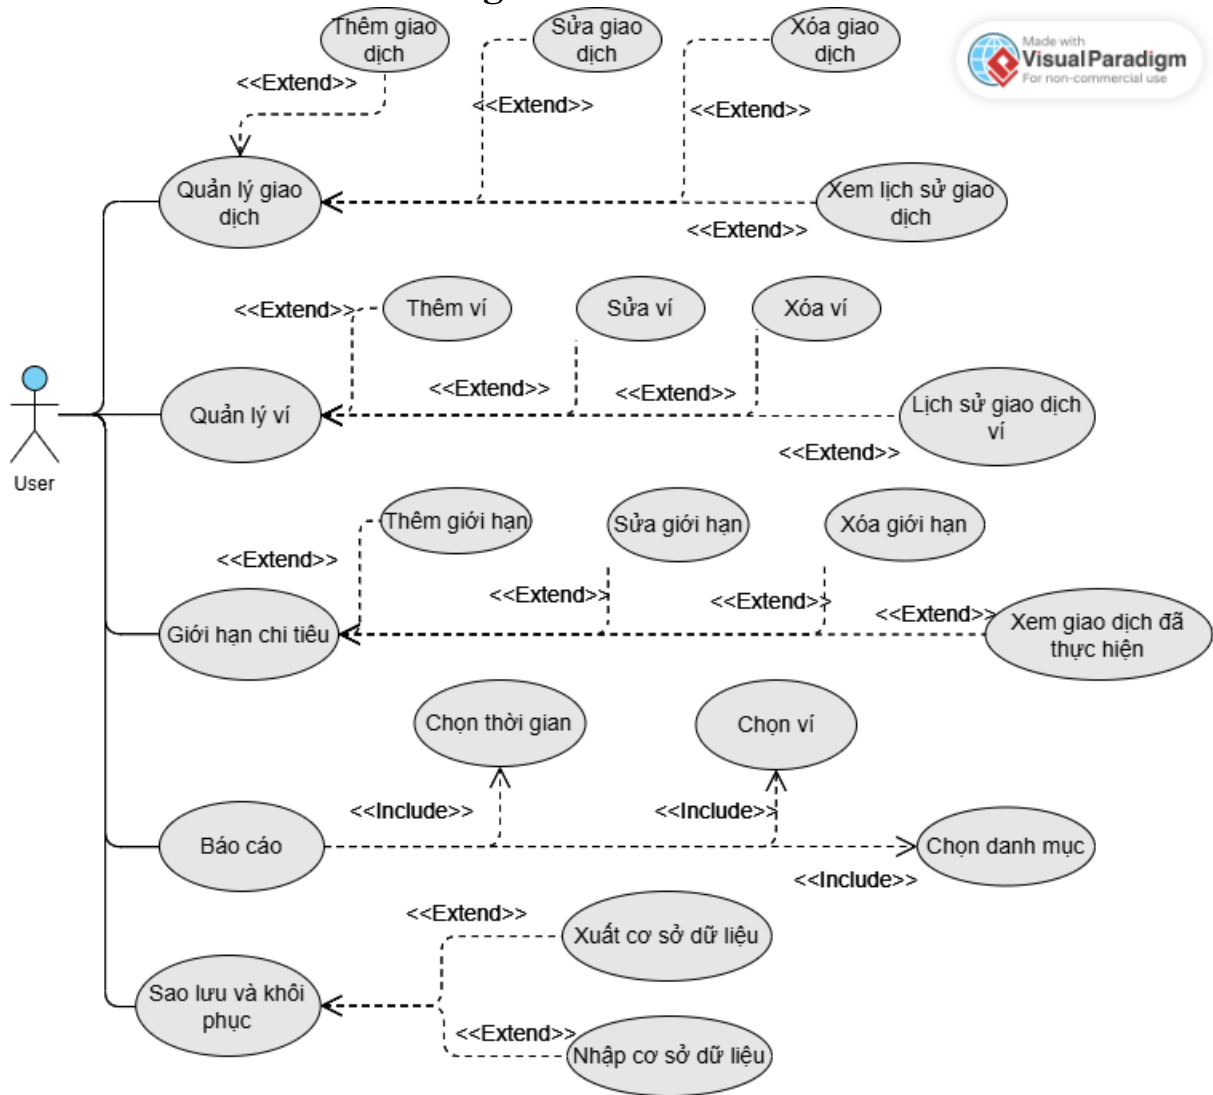 Thêm giao
dịch
Sửa giao
dịch
Xóa giao
dịch
Made with
Visual Paradigm
For non-commercial use
<<Extend>>
<<Extend>>
<<Extend>>
Quản lý giao
dịch
Xem lịch sử giao
dịch
<<Extend>>
<<Extend>>
Thêm ví
Sửa ví
Xóa ví
<<Extend>>
<<Extend>>
Quản lý ví
Lịch sử giao dịch
ví
<<Extend>>
User
Thêm giới hạn
Sửa giới hạn
Xóa giới hạn
<<Extend>>
<<Extend>>
<<Extend>>
<<Extend>>
Giới hạn chi tiêu
Xem giao dịch đã
thực hiện
Chọn thời gian
Chọn ví
<<Include>>
<<Include>>
Báo cáo
Chọn danh mục
<<Include>>
<<Extend>>
Xuất cơ sở dữ liệu
Sao lưu và khôi
phục
<<Extend>>
Nhập cơ sở dữ liệu